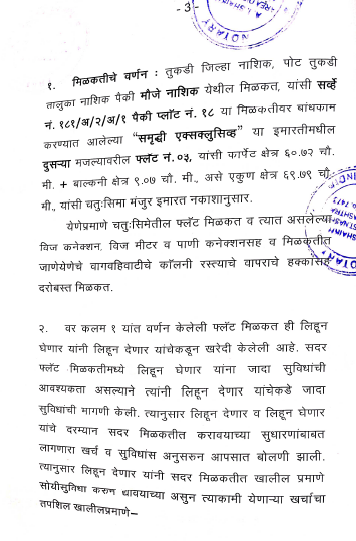 - 3 -
NOTARY
१. मिळकतीचे वर्णन : तुकडी जिल्हा नाशिक, पोट तुकडी
तालुका नाशिक पैकी मौजे नाशिक येथील मिळकत, यांसी सर्व्हे
नं. १८१/अ/२/अ/१ पैकी प्लॉट नं. १८ या मिळकतीवर बांधकाम
करण्यात आलेल्या "समृद्धी एक्सक्लुसिव्ह" या इमारतीमधील
दुसऱ्या मजल्यावरील फ्लॅट नं.०३, यांसी कार्पेट क्षेत्र ६०.७२ चौ.
मी. + बाल्कनी क्षेत्र ९.०७ चौ. मी., असे एकुण क्षेत्र ६९.७९ चौ.
मी., यांसी चतुःसिमा मंजुर इमारत नकाशानुसार.
येणेप्रमाणे चतुःसिमेतील फ्लॅट मिळकत व त्यात असलेल्या
विज कनेक्शन, विज मीटर व पाणी कनेक्शनसह व मिळकतीत
जाणेयेणेचे वागवहिवाटीचे कॉलनी रस्त्याचे वापराचे हक्कांसह
दरोबस्त मिळकत.
२. वर कलम १ यांत वर्णन केलेली फ्लॅट मिळकत ही लिहून
घेणार यांनी लिहून देणार यांचेकडून खरेदी केलेली आहे. सदर
फ्लॅट मिळकतीमध्ये लिहून घेणार यांना जादा सुविधांची
आवश्यकता असल्याने त्यांनी लिहून देणार यांचेकडे जादा
सुविधांची मागणी केली. त्यानुसार लिहून देणार व लिहून घेणार
यांचे दरम्यान सदर मिळकतीत करावयाच्या सुधारणांबाबत
लागणारा खर्च व सुविधांस अनुसरुन आपसात बोलणी झाली.
त्यानुसार लिहून देणार यांनी सदर मिळकतीत खालील प्रमाणे
सोयीसुविधा करुन द्यावयाच्या असुन त्याकामी येणाऱ्या खर्चाचा
तपशिल खालीलप्रमाणे–